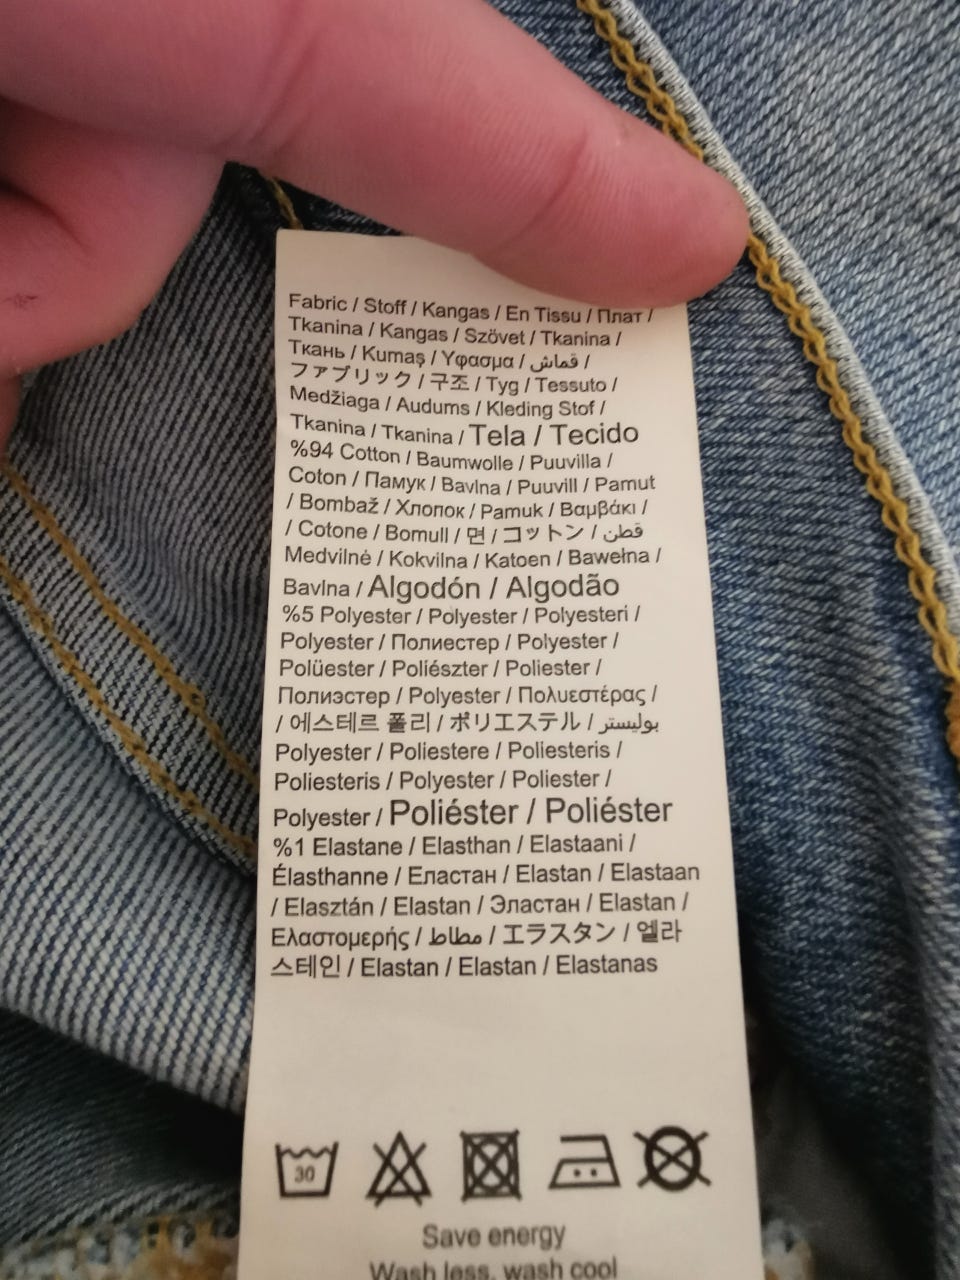 Fabric / Stoff / Kangas / En Tissu / Плат /
Tkanina / Kangas / Szövet / Tkanina /
Ткань / Kumaş / Υφασμα / قماش /
ファブリック / 구조 / Tyg / Tessuto /
Medžiaga / Audums / Kleding Stof /
Tkanina / Tkanina / Tela / Tecido
%94 Cotton / Baumwolle / Puuvilla /
Coton / Памук / Bavlna / Puuvill / Pamut
/ Bombaž / Хлопок / Pamuk / Βαμβάκι /
/ Cotone / Bomull / 면 / コットン / قطن
Medvilnė / Kokvilna / Katoen / Bawełna /
Bavlna / Algodón / Algodão
%5 Polyester / Polyester / Polyesteri /
Polyester / Полиестер / Polyester /
Polüester / Poliészter / Poliester /
Полиэстер / Polyester / Πολυεστέρας /
/ 에스테르 폴리 / ポリエステル / بوليستر
Polyester / Poliestere / Poliesteris /
Poliesteris / Polyester / Poliester /
Polyester / Poliéster / Poliéster
%1 Elastane / Elasthan / Elastaani /
Élasthanne / Еластан / Elastan / Elastaan
/ Elasztán / Elastan / Эластан / Elastan /
Ελαστομερής / مطاط / エラスタン / 엘라
스테인 / Elastan / Elastan / Elastanas
30
Save energy
Wash less, wash cool